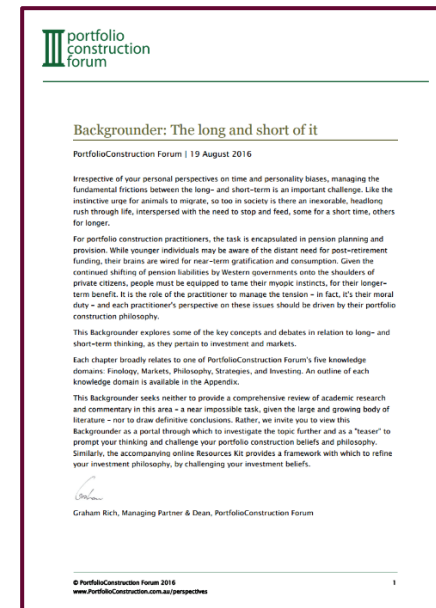 portfolio
construction
forum
Backgrounder: The long and short of it
PortfolioConstruction Forum | 19 August 2016
Irrespective of your personal perspectives on time and personality biases, managing the
fundamental frictions between the long- and short-term is an important challenge. Like the
instinctive urge for animals to migrate, so too in society there is an inexorable, headlong
rush through life, interspersed with the need to stop and feed, some for a short time, others
for longer.
For portfolio construction practitioners, the task is encapsulated in pension planning and
provision. While younger individuals may be aware of the distant need for post-retirement
funding, their brains are wired for near-term gratification and consumption. Given the
continued shifting of pension liabilities by Western governments onto the shoulders of
private citizens, people must be equipped to tame their myopic instincts, for their longer-
term benefit. It is the role of the practitioner to manage the tension - in fact, it's their moral
duty - and each practitioner's perspective on these issues should be driven by their portfolio
construction philosophy.
This Backgrounder explores some of the key concepts and debates in relation to long- and
short-term thinking, as they pertain to investment and markets.
Each chapter broadly relates to one of PortfolioConstruction Forum's five knowledge
domains: Finology, Markets, Philosophy, Strategies, and Investing. An outline of each
knowledge domain is available in the Appendix.
This Backgrounder seeks neither to provide a comprehensive review of academic research
and commentary in this area - a near impossible task, given the large and growing body of
literature - nor to draw definitive conclusions. Rather, we invite you to view this
Backgrounder as a portal through which to investigate the topic further and as a "teaser" to
prompt your thinking and challenge your portfolio construction beliefs and philosophy.
Similarly, the accompanying online Resources Kit provides a framework with which to refine
your investment philosophy, by challenging your investment beliefs.
Graham
Graham Rich, Managing Partner & Dean, PortfolioConstruction Forum
© PortfolioConstruction Forum 2016 1
www.PortfolioConstruction.com.au/perspectives